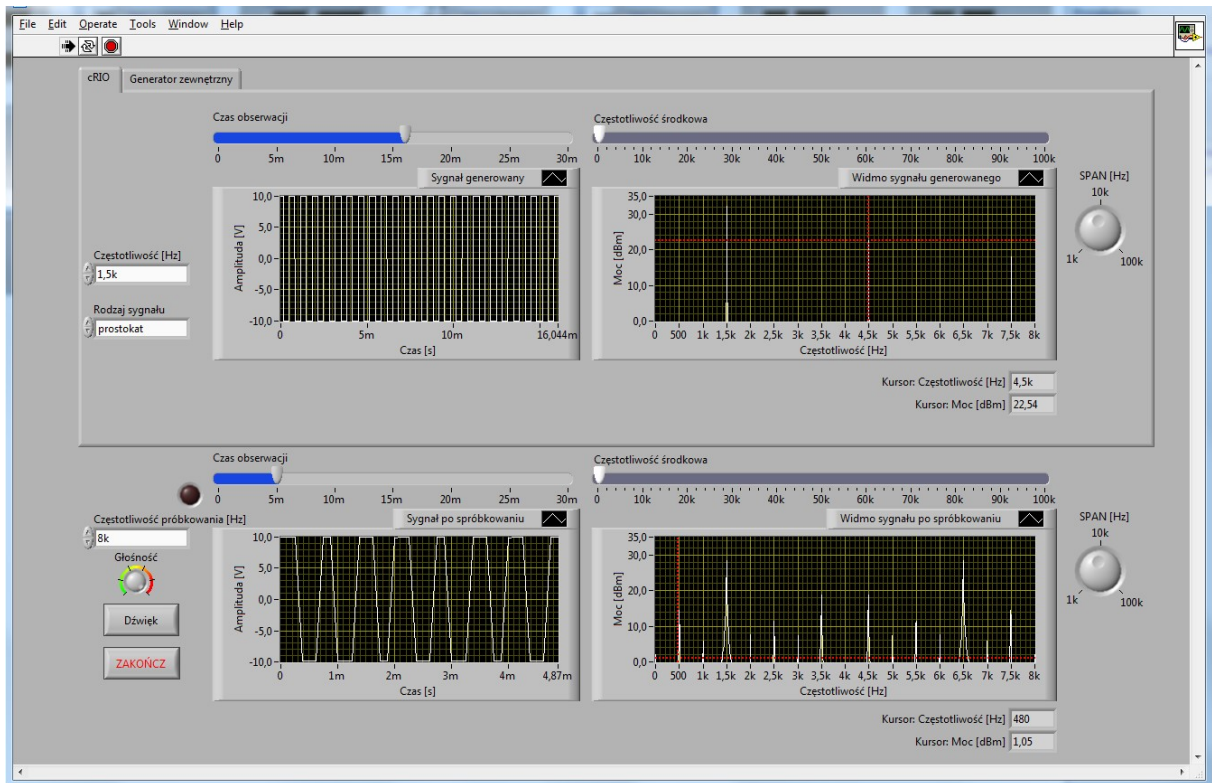 File Edit Operate Tools Window Help
cRIO Generator zewnętrzny
Czas obserwacji
0 5m 10m 15m 20m 25m 30m
Częstotliwość środkowa
0 10k 20k 30k 40k 50k 60k 70k 80k 90k 100k
Sygnał generowany
Widmo sygnału generowanego
SPAN [Hz]
10k
1k 100k
Częstotliwość [Hz]
1,5k
Rodzaj sygnału
prostokat
Amplituda [V]
10,0
5,0
0,0
-5,0
-10,0
0 5m 10m 16,044m
Czas [s]
Moc [dBm]
35,0
30,0
20,0
10,0
0,0
0 500 1k 1,5k 2k 2,5k 3k 3,5k 4k 4,5k 5k 5,5k 6k 6,5k 7k 7,5k 8k
Częstotliwość [Hz]
Kursor: Częstotliwość [Hz] 4,5k
Kursor: Moc [dBm] 22,54
Czas obserwacji
0 5m 10m 15m 20m 25m 30m
Częstotliwość środkowa
0 10k 20k 30k 40k 50k 60k 70k 80k 90k 100k
Częstotliwość próbkowania [Hz]
8k
Głośność
Dźwięk
ZAKOŃCZ
Sygnał po spróbkowaniu
Widmo sygnału po spróbkowaniu
SPAN [Hz]
10k
1k 100k
Amplituda [V]
10,0
5,0
0,0
-5,0
-10,0
0 1m 2m 3m 4m 4,87m
Czas [s]
Moc [dBm]
35,0
30,0
20,0
10,0
0,0
0 500 1k 1,5k 2k 2,5k 3k 3,5k 4k 4,5k 5k 5,5k 6k 6,5k 7k 7,5k 8k
Częstotliwość [Hz]
Kursor: Częstotliwość [Hz] 480
Kursor: Moc [dBm] 1,05